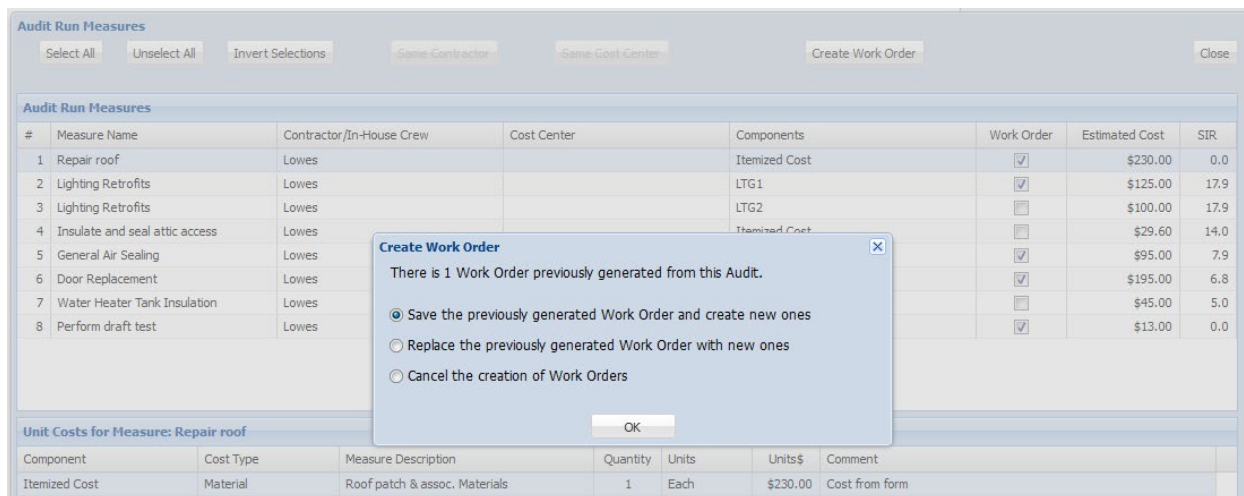 Audit Run Measures
Select All Unselect All Invert Selections Same Contractor Same Cost Center Create Work Order Close
Audit Run Measures
# Measure Name Contractor/In-House Crew Cost Center Components Work Order Estimated Cost SIR
1 Repair roof Lowes Itemized Cost $230.00 0.0
2 Lighting Retrofits Lowes LTG1 $125.00 17.9
3 Lighting Retrofits Lowes LTG2 $100.00 17.9
4 Insulate and seal attic access Lowes Itemized Cost $29.60 14.0
5 General Air Sealing Lowes $95.00 7.9
6 Door Replacement Lowes $195.00 6.8
7 Water Heater Tank Insulation Lowes $45.00 5.0
8 Perform draft test Lowes $13.00 0.0
Create Work Order
There is 1 Work Order previously generated from this Audit.
Save the previously generated Work Order and create new ones
Replace the previously generated Work Order with new ones
Cancel the creation of Work Orders
OK
Unit Costs for Measure: Repair roof
Component Cost Type Measure Description Quantity Units Units$ Comment
Itemized Cost Material Roof patch & assoc. Materials 1 Each $230.00 Cost from form